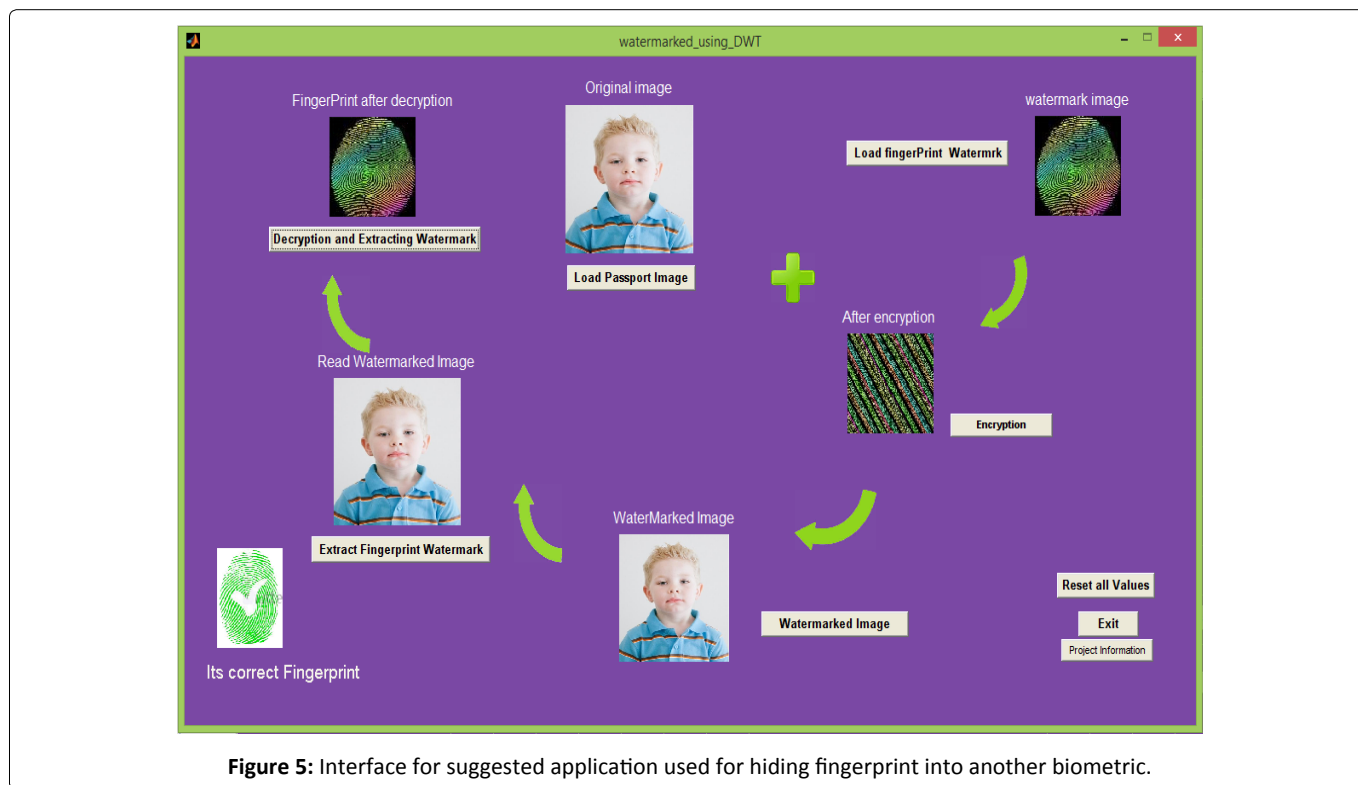 watermarked_using_DWT
Original image
FingerPrint after decryption
watermark image
Load fingerPrint Watermrk
Decryption and Extracting Watermark
Load Passport Image
After encryption
Read Watermarked Image
Encryption
WaterMarked Image
Extract Fingerprint Watermark
Reset all Values
Watermarked Image
Exit
Project Information
Its correct Fingerprint
Figure 5: Interface for suggested application used for hiding fingerprint into another biometric.